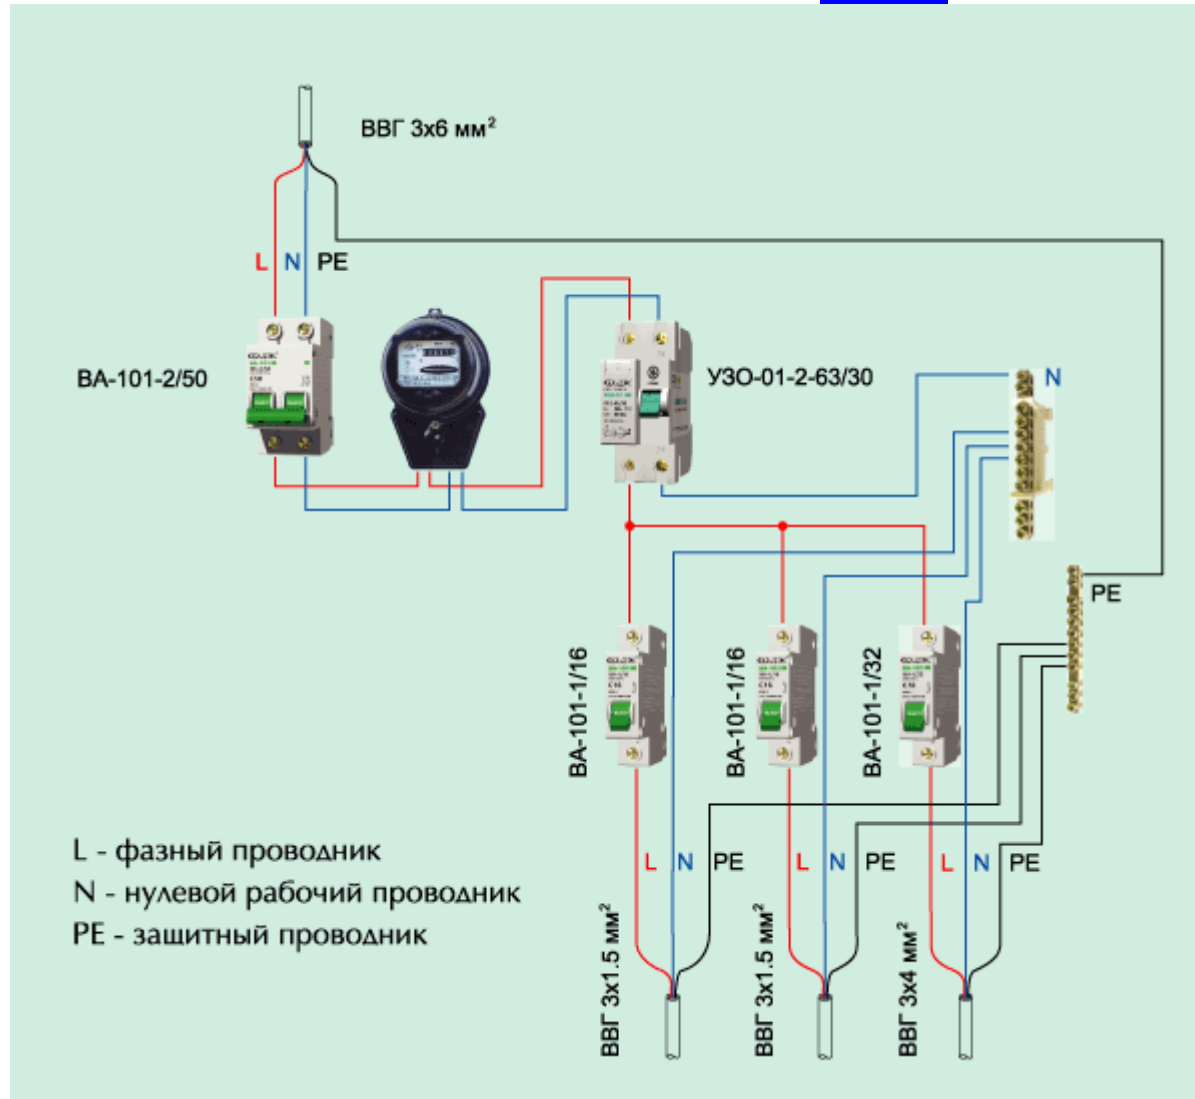 ВВГ 3х6 мм²
L N PE
ВА-101-2/50
УЗО-01-2-63/30
N
PE
ВА-101-1/16
ВА-101-1/16
ВА-101-1/32
C16
C16
L N PE
L N PE
L N PE
L - фазный проводник
N - нулевой рабочий проводник
PE - защитный проводник
ВВГ 3х1.5 мм²
ВВГ 3х1.5 мм²
ВВГ 3х4 мм²